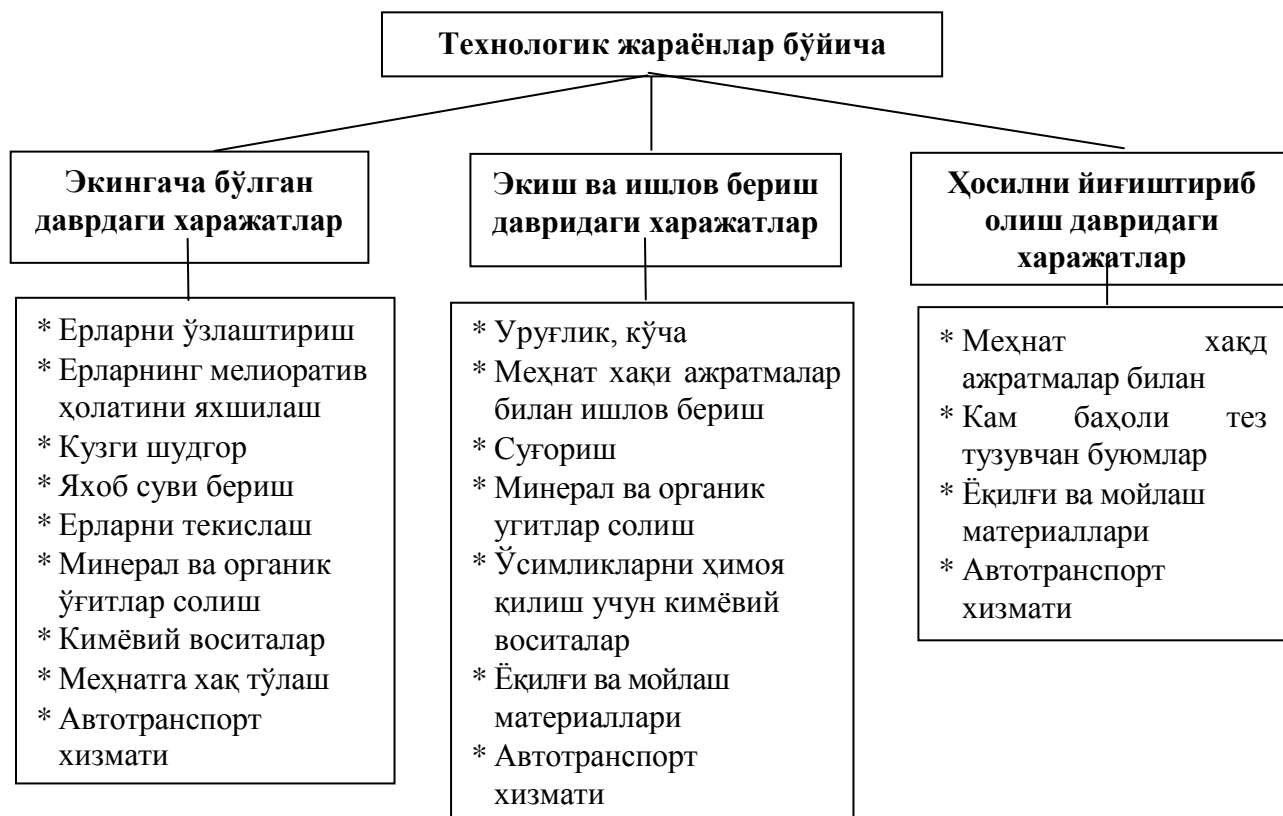 Технологик жараёнлар бўйича
Экингача бўлган
даврдаги харажатлар
* Ерларни ўзлаштириш
* Ерларнинг мелиоратив
ҳолатини яхшилаш
* Кузги шудгор
* Яхоб суви бериш
* Ерларни текислаш
* Минерал ва органик
ўғитлар солиш
* Кимёвий воситалар
* Меҳнатга хақ тўлаш
* Автотранспорт
хизмати
Экиш ва ишлов бериш
давридаги харажатлар
* Уруғлик, кўча
* Меҳнат хақи ажратмалар
билан ишлов бериш
* Суғориш
* Минерал ва органик
угитлар солиш
* Ўсимликларни ҳимоя
қилиш учун кимёвий
воситалар
* Ёқилғи ва мойлаш
материаллари
* Автотранспорт
хизмати
Ҳосилни йиғиштириб
олиш давридаги
харажатлар
* Меҳнат хақд
ажратмалар билан
* Кам баҳоли тез
тузувчан буюмлар
* Ёқилғи ва мойлаш
материаллари
* Автотранспорт
хизмати